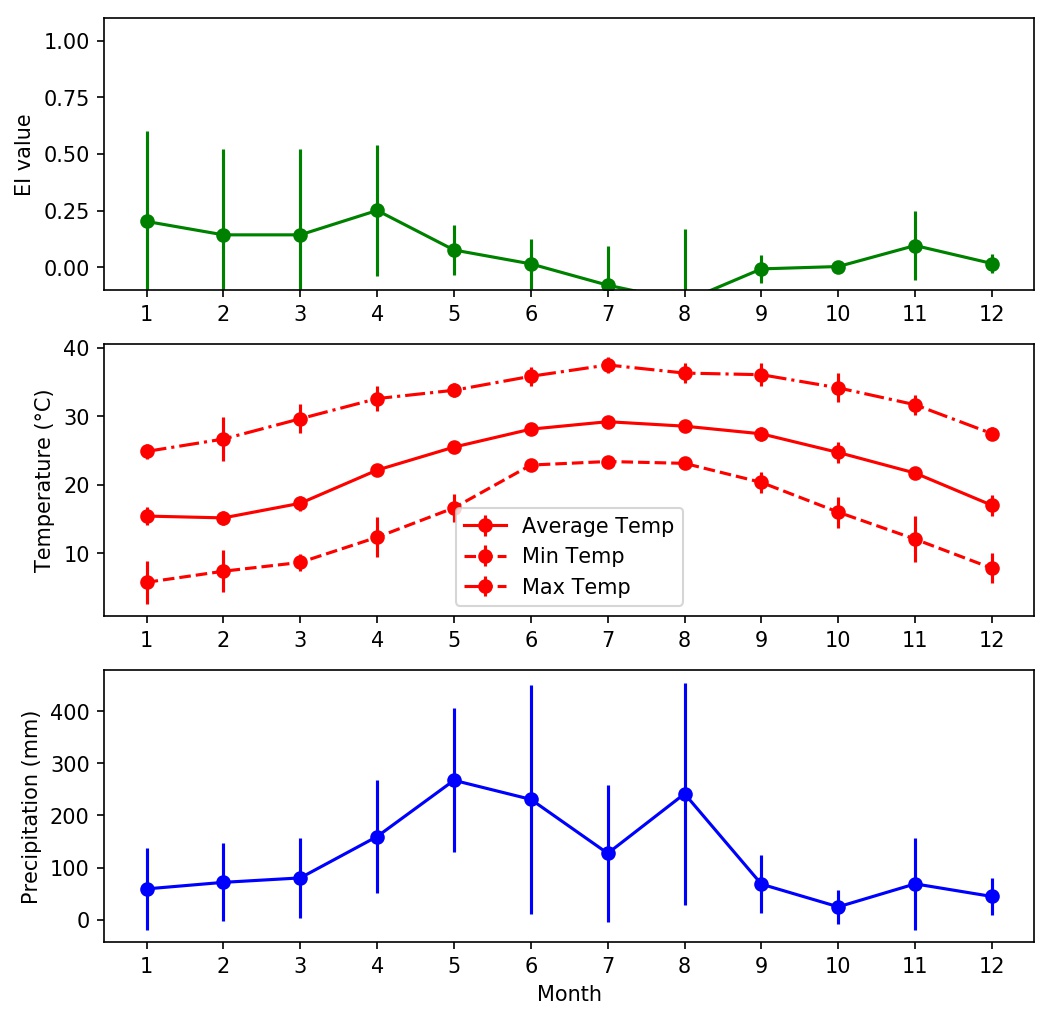 EI value
1.00
0.75
0.50
0.25
0.00
1 2 3 4 5 6 7 8 9 10 11 12
Temperature (°C)
40
30
20
10
Average Temp
Min Temp
Max Temp
1 2 3 4 5 6 7 8 9 10 11 12
Precipitation (mm)
400
300
200
100
0
1 2 3 4 5 6 7 8 9 10 11 12
Month